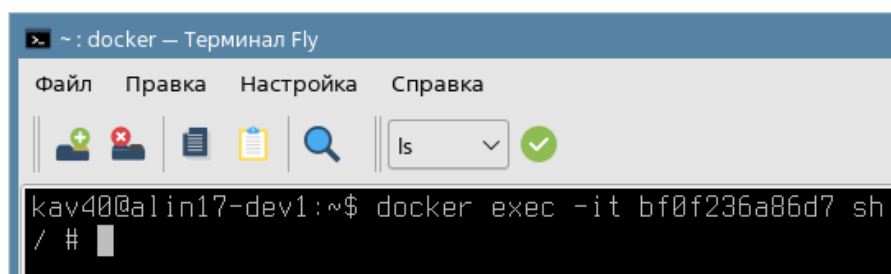 ~ : docker — Терминал Fly
Файл Правка Настройка Справка
ls
kav40@alin17-dev1:~$ docker exec -it bf0f236a86d7 sh
/ #